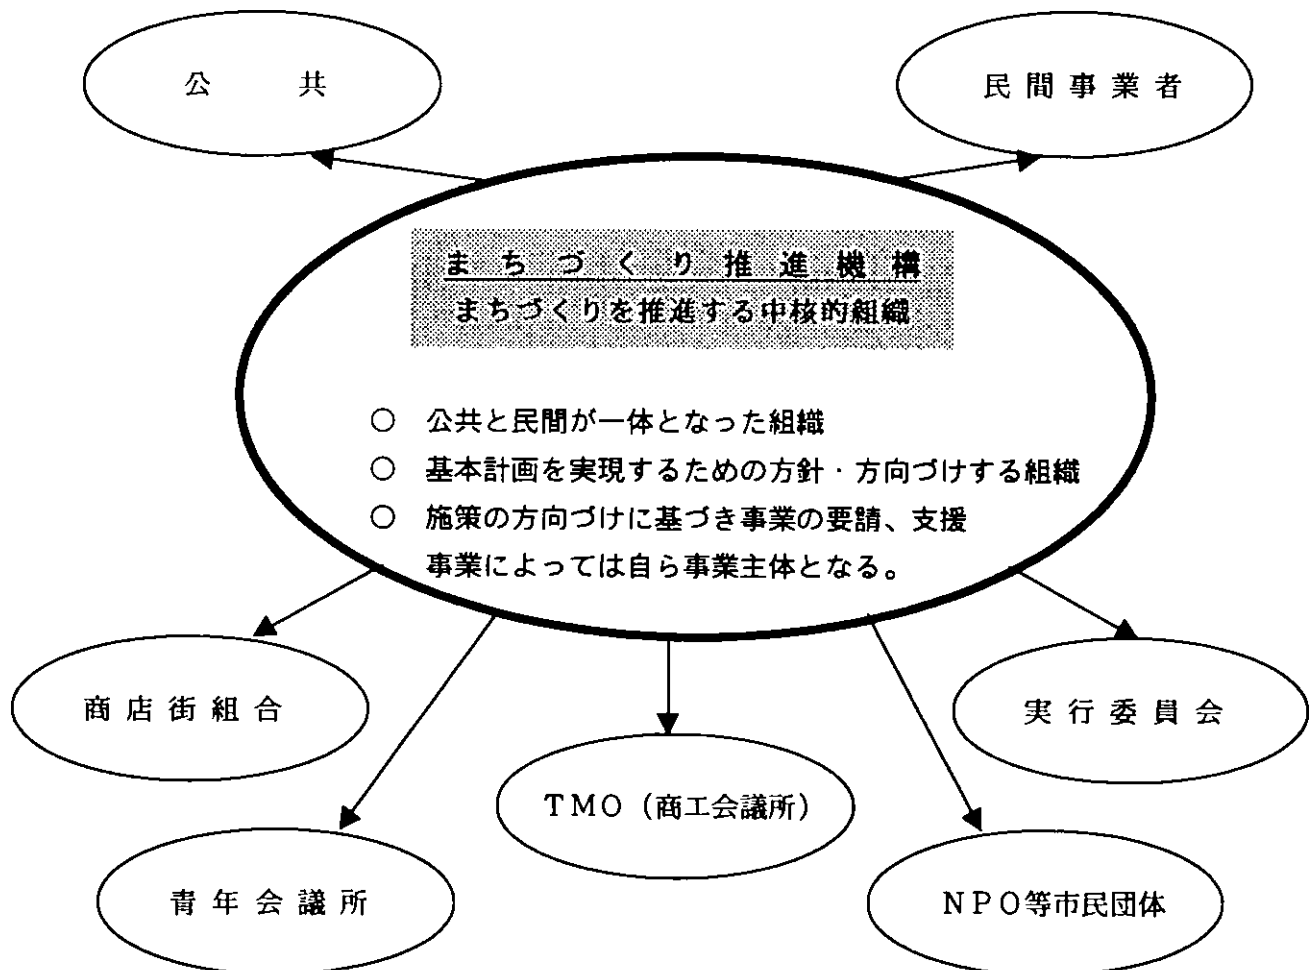 公　　共
民間事業者
まちづくり推進機構
まちづくりを推進する中核的組織
○　公共と民間が一体となった組織
○　基本計画を実現するための方針・方向づけする組織
○　施策の方向づけに基づき事業の要請、支援
事業によっては自ら事業主体となる。
商店街組合
実行委員会
ＴＭＯ（商工会議所）
青年会議所
ＮＰＯ等市民団体